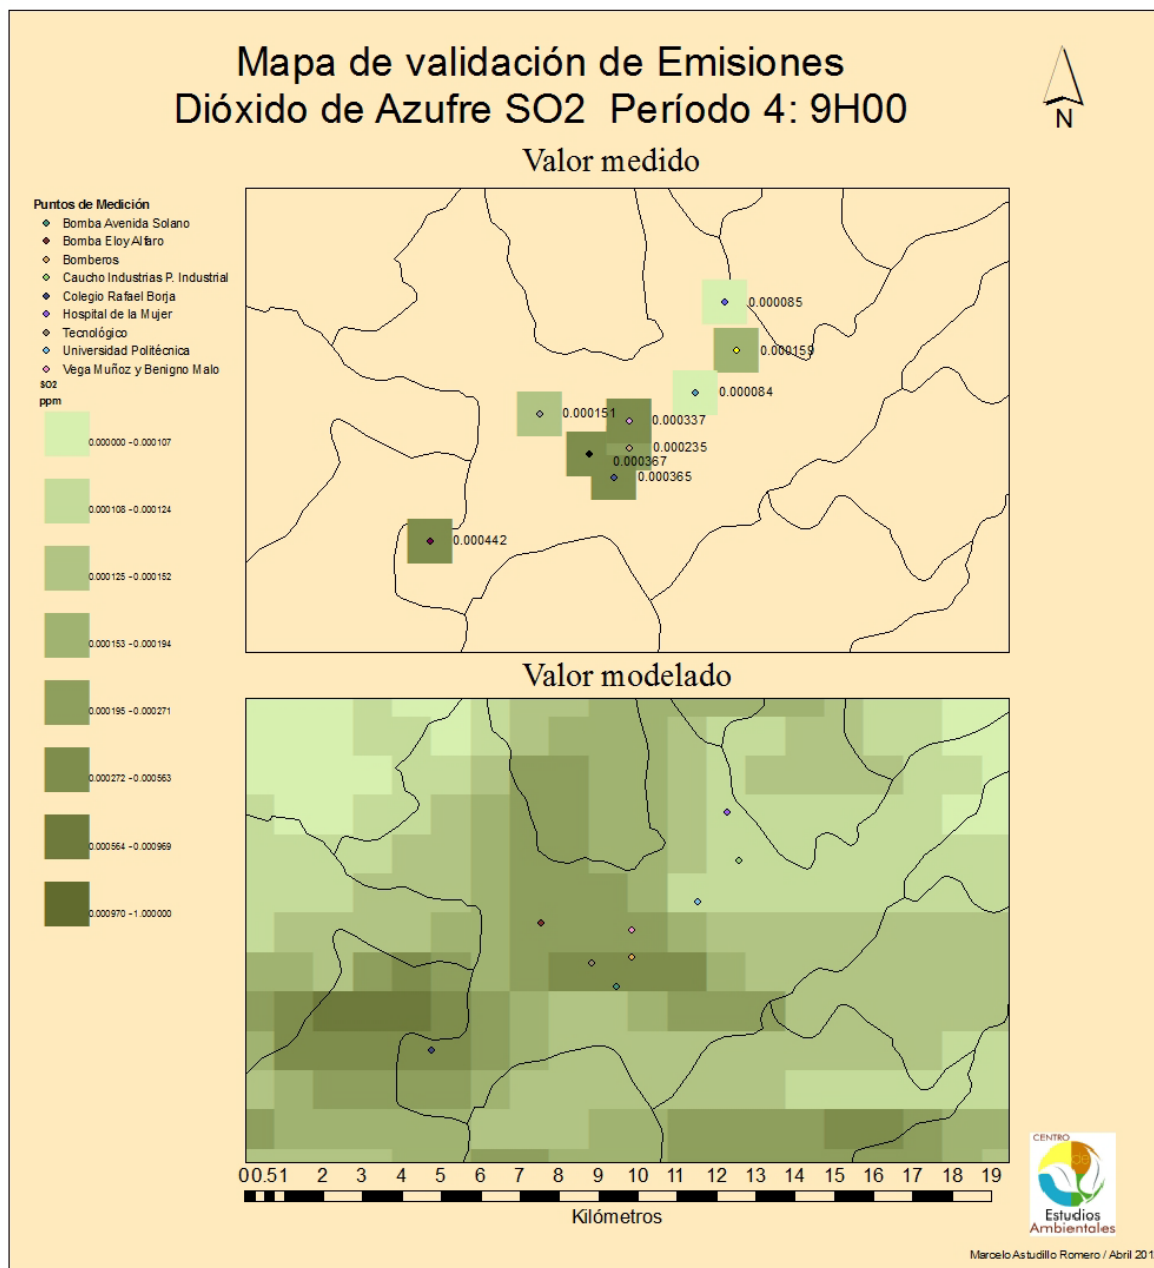 Mapa de validación de Emisiones
Dióxido de Azufre SO2 Período 4: 9H00
N
Valor medido
Puntos de Medición
Bomba Avenida Solano
Bomba Eloy Alfaro
Bomberos
Caucho Industrias P. Industrial
Colegio Rafael Borja
Hospital de la Mujer
Tecnológico
Universidad Politécnica
Vega Muñoz y Benigno Malo
SO2
ppm
0.000000 - 0.000107
0.000108 - 0.000124
0.000125 - 0.000152
0.000153 - 0.000194
0.000195 - 0.000271
0.000272 - 0.000563
0.000564 - 0.000969
0.000970 - 1.000000
0.000085
0.000159
0.000084
0.000151
0.000337
0.000235
0.000367
0.000365
0.000442
Valor modelado
0 0.5 1 2 3 4 5 6 7 8 9 10 11 12 13 14 15 16 17 18 19
Kilómetros
CENTRO
de
Estudios
Ambientales
Marcelo Astudillo Romero / Abril 201